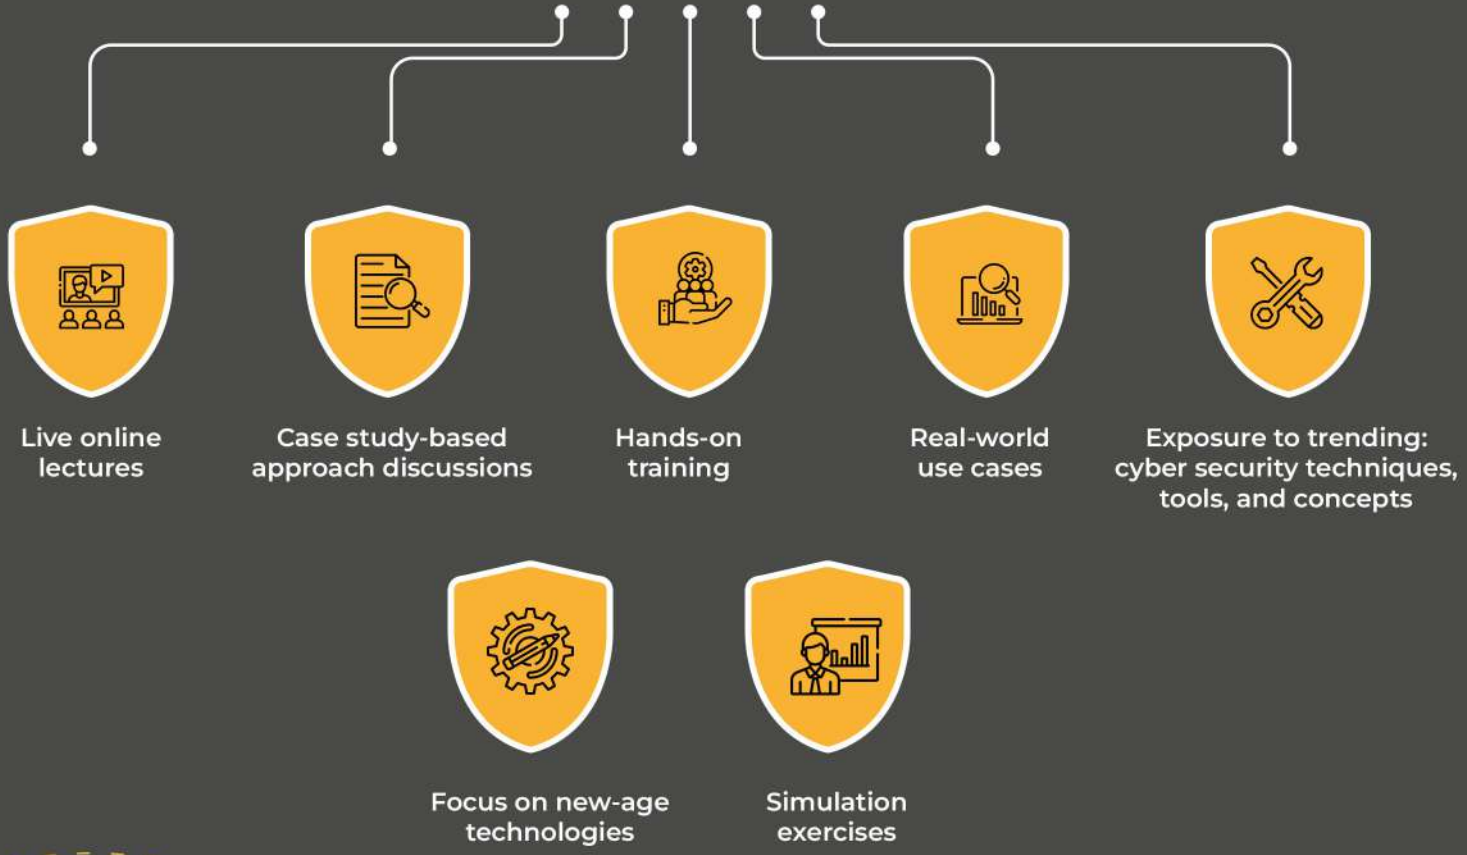 Live online
lectures
Case study-based
approach discussions
Hands-on
training
Real-world
use cases
Exposure to trending:
cyber security techniques,
tools, and concepts
Focus on new-age
technologies
Simulation
exercises